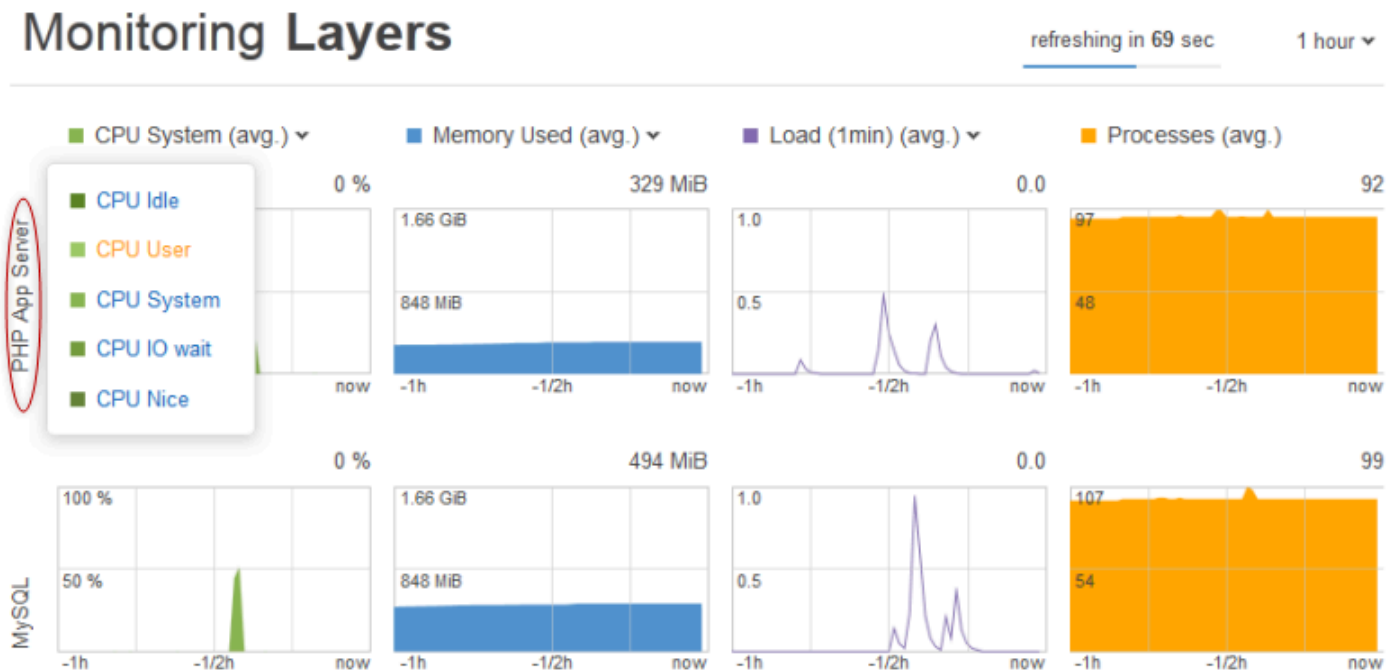 Monitoring Layers
refreshing in 69 sec
1 hour
CPU System (avg.)
Memory Used (avg.)
Load (1min) (avg.)
Processes (avg.)
PHP App Server
CPU Idle
CPU User
CPU System
CPU IO wait
CPU Nice
0 %
now
329 MiB
1.66 GiB
848 MiB
-1h -1/2h now
0.0
1.0
0.5
-1h -1/2h now
92
97
48
-1h -1/2h now
MySQL
0 %
100 %
50 %
-1h -1/2h now
494 MiB
1.66 GiB
848 MiB
-1h -1/2h now
0.0
1.0
0.5
-1h -1/2h now
99
107
54
-1h -1/2h now